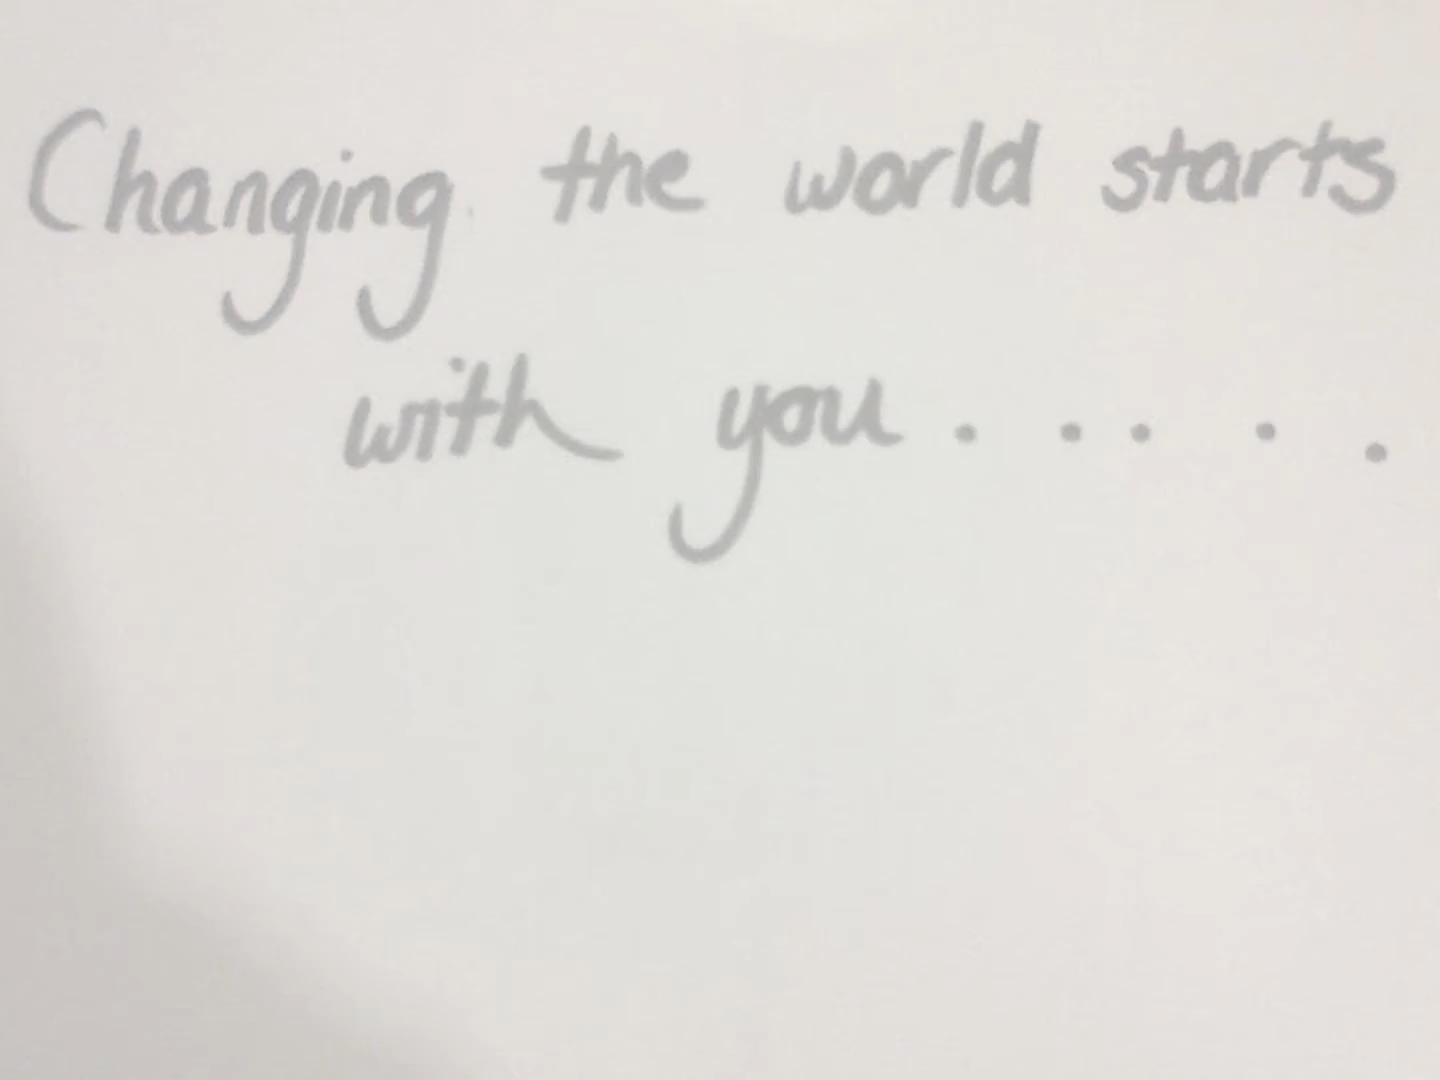 Changing the world starts
with you . . . . .